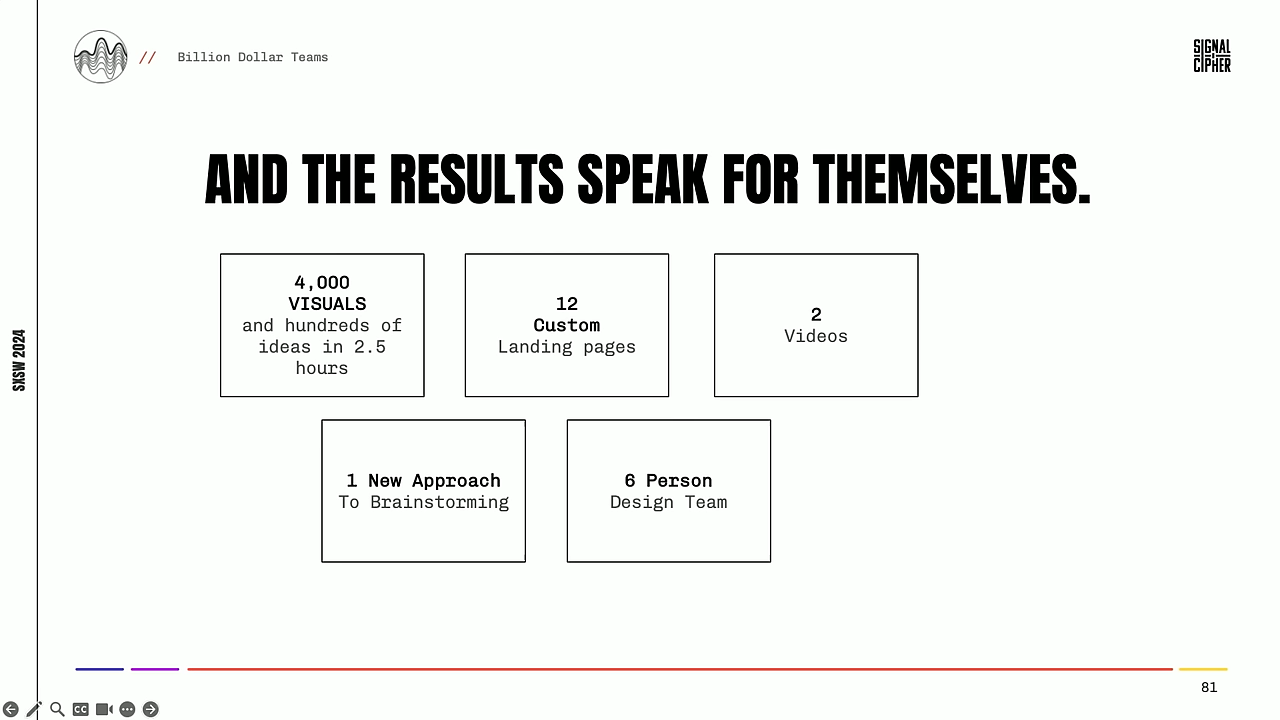 // Billion Dollar Teams
SIGNAL
CIPHER
AND THE RESULTS SPEAK FOR THEMSELVES.
4,000
VISUALS
and hundreds of
ideas in 2.5
hours
12
Custom
Landing pages
2
Videos
1 New Approach
To Brainstorming
6 Person
Design Team
SXSW 2024
81
CC